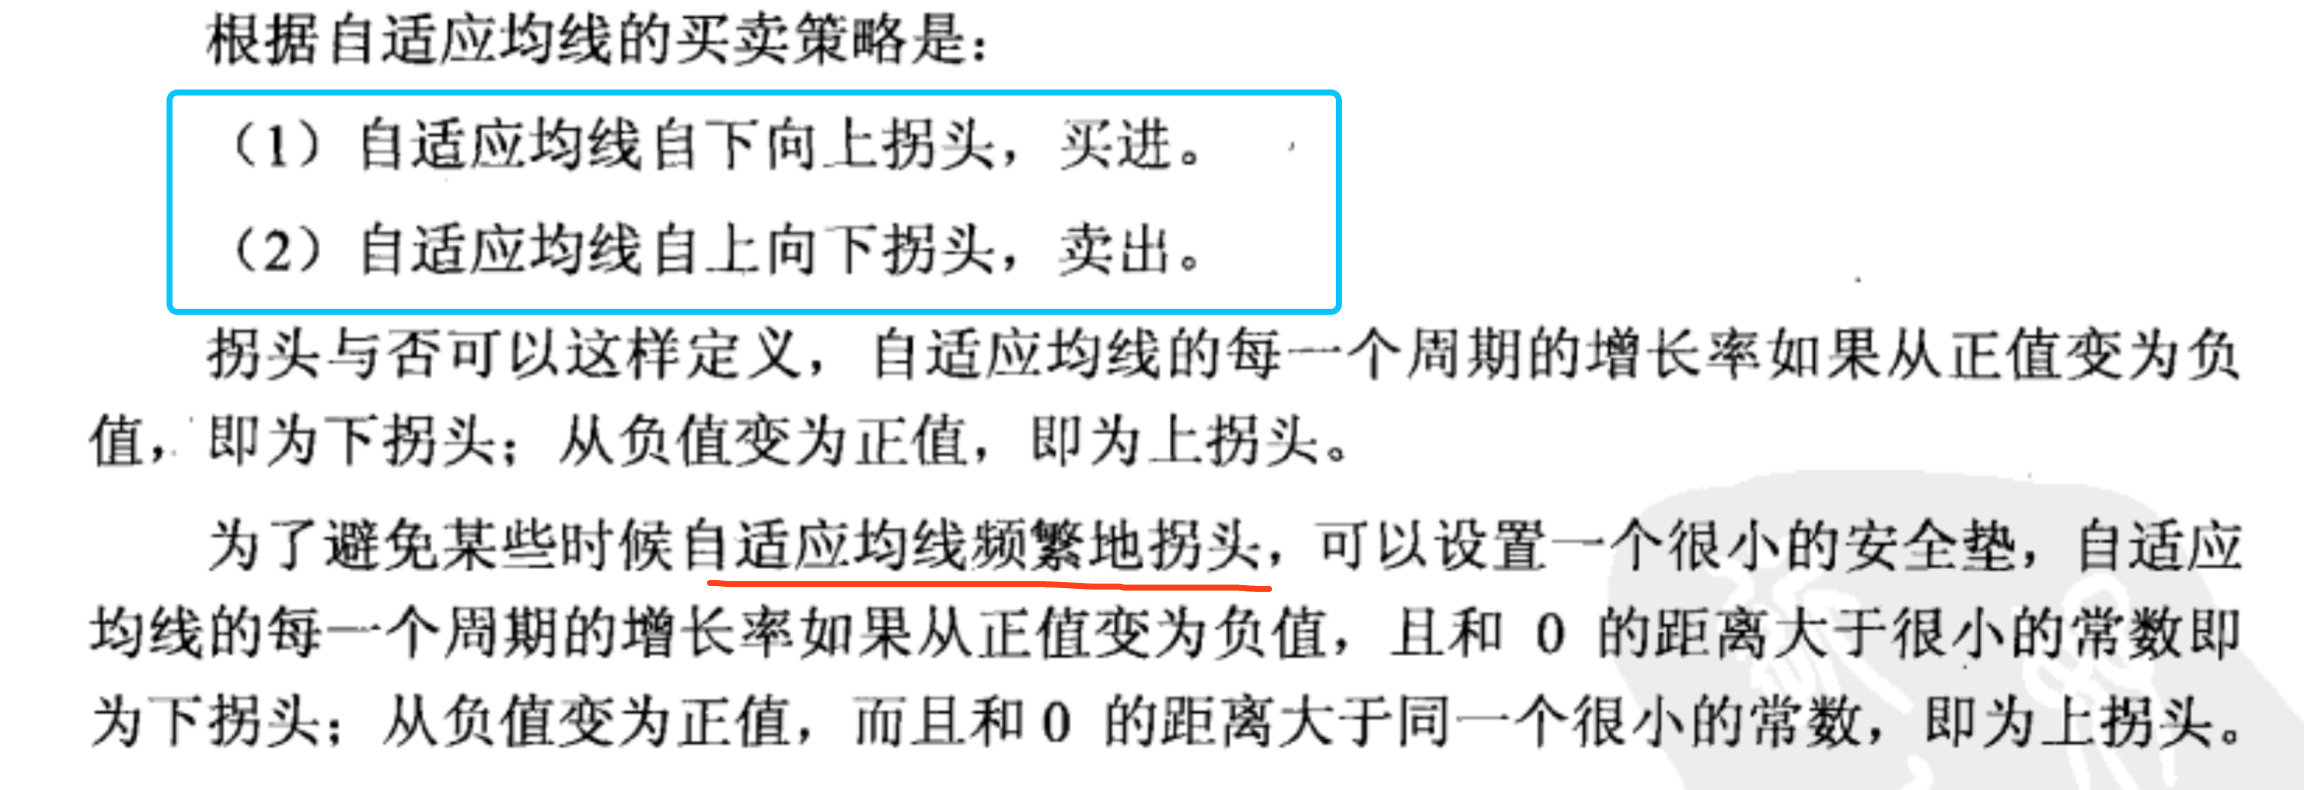 根据自适应均线的买卖策略是：
（1）自适应均线自下向上拐头，买进。
（2）自适应均线自上向下拐头，卖出。
拐头与否可以这样定义，自适应均线的每一个周期的增长率如果从正值变为负
值，即为下拐头；从负值变为正值，即为上拐头。
为了避免某些时候自适应均线频繁地拐头，可以设置一个很小的安全垫，自适应
均线的每一个周期的增长率如果从正值变为负值，且和 0 的距离大于很小的常数即
为下拐头；从负值变为正值，而且和 0 的距离大于同一个很小的常数，即为上拐头。